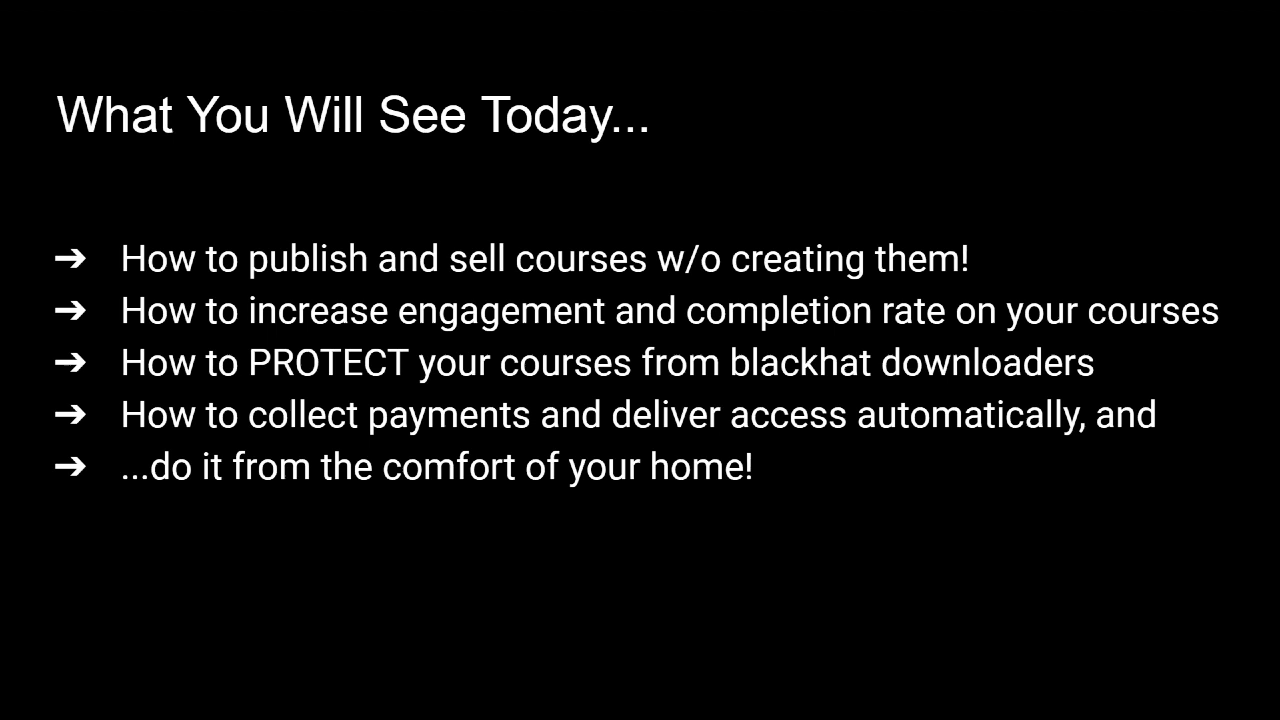 What You Will See Today...
➔ How to publish and sell courses w/o creating them!
➔ How to increase engagement and completion rate on your courses
➔ How to PROTECT your courses from blackhat downloaders
➔ How to collect payments and deliver access automatically, and
➔ ...do it from the comfort of your home!